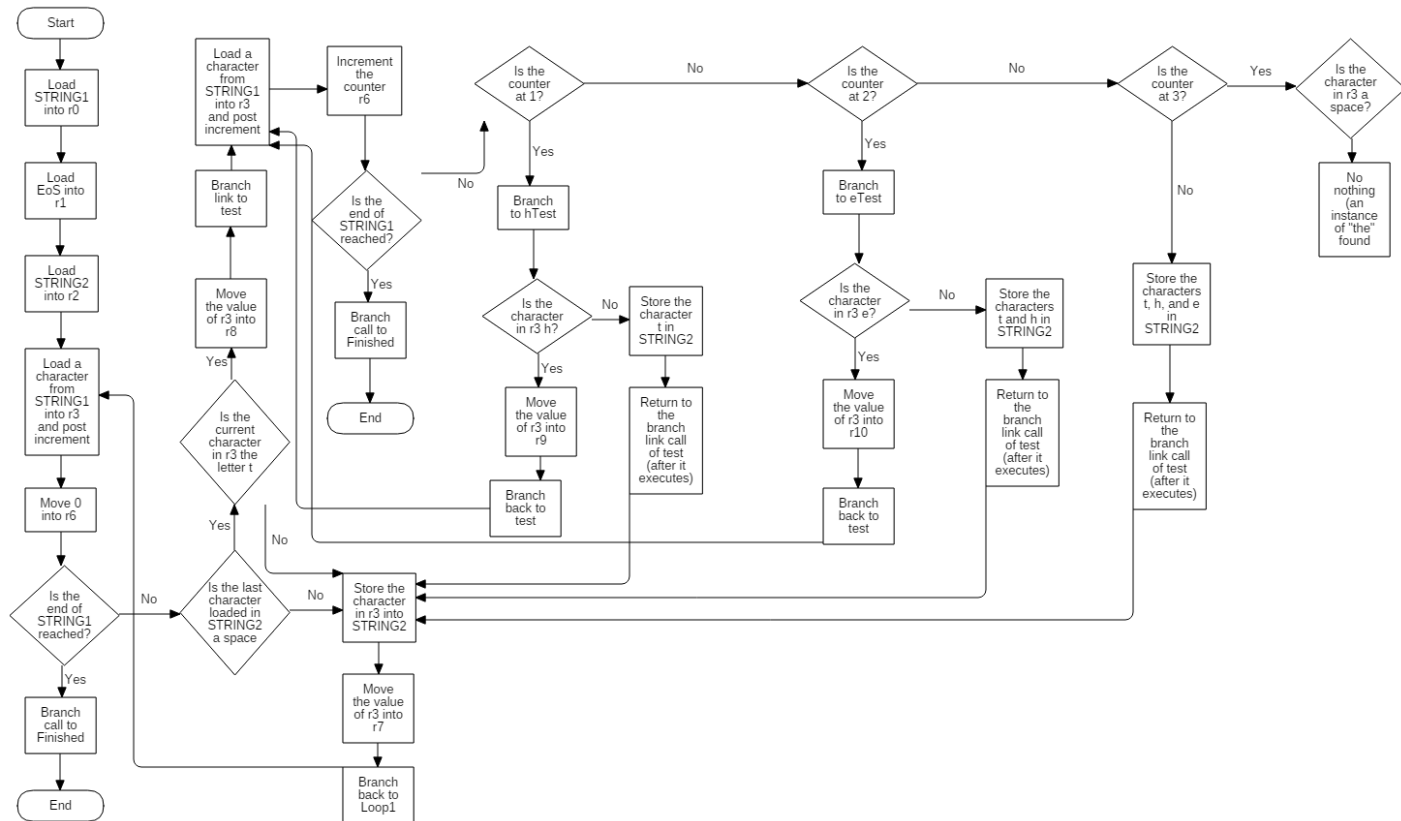 Start
Load
STRING1
into r0
Load
EoS into
r1
Load
STRING2
into r2
Load a
character
from
STRING1
into r3
and post
increment
Move 0
into r6
Is the
end of
STRING1
reached?
No
Yes
Branch
call to
Finished
End
Is the last
character
loaded in
STRING2
a space
Yes
No
Is the
current
character
in r3 the
letter t
Yes
No
Move
the value
of r3 into
r8
Branch
link to
test
Load a
character
from
STRING1
into r3
and post
increment
Increment
the
counter
r6
Is the
end of
STRING1
reached?
No
Yes
Branch
call to
Finished
End
Store the
character
in r3 into
STRING2
Move
the value
of r3 into
r7
Branch
back to
Loop1
Is the
counter
at 1?
No
Yes
Branch
to hTest
Is the
character
in r3 h?
No
Yes
Move
the value
of r3 into
r9
Branch
back to
test
Store the
character
t in
STRING2
Return to
the
branch
link call
of test
(after it
executes)
Is the
counter
at 2?
No
Yes
Branch
to eTest
Is the
character
in r3 e?
No
Yes
Move
the value
of r3 into
r10
Branch
back to
test
Store the
characters
t and h in
STRING2
Return to
the
branch
link call
of test
(after it
executes)
Is the
counter
at 3?
Yes
No
Store the
characters
t, h, and e
in
STRING2
Return to
the
branch
link call
of test
(after it
executes)
Is the
character
in r3 a
space?
No
nothing
(an
instance
of "the"
found